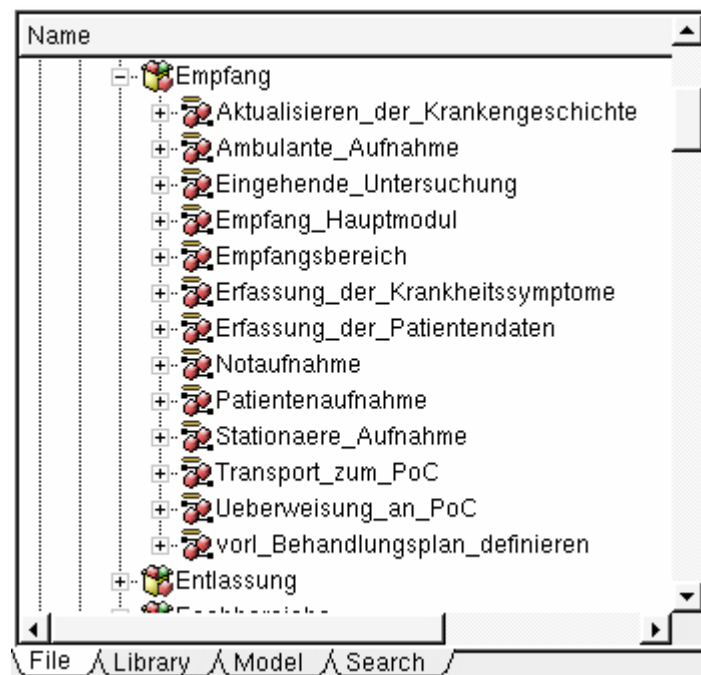 Name
Empfang
Aktualisieren_der_Krankengeschichte
Ambulante_Aufnahme
Eingehende_Untersuchung
Empfang_Hauptmodul
Empfangsbereich
Erfassung_der_Krankheitssymptome
Erfassung_der_Patientendaten
Notaufnahme
Patientenaufnahme
Stationaere_Aufnahme
Transport_zum_PoC
Ueberweisung_an_PoC
vorl_Behandlungsplan_definieren
Entlassung
File Library Model Search